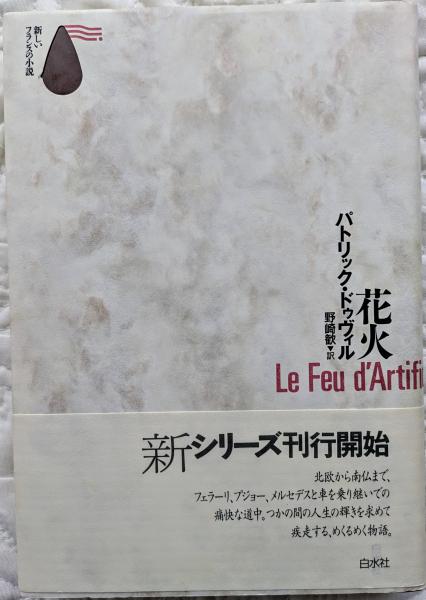 新しい
フランスの小説
花火
パトリック・ドゥヴィル
野崎歓▼訳
Le Feu d'Artifi
新シリーズ刊行開始
北欧から南仏まで、
フェラーリ、プジョー、メルセデスと車を乗り継いでの
痛快な道中。つかの間の人生の輝きを求めて
疾走する、めくるめく物語。
白水社